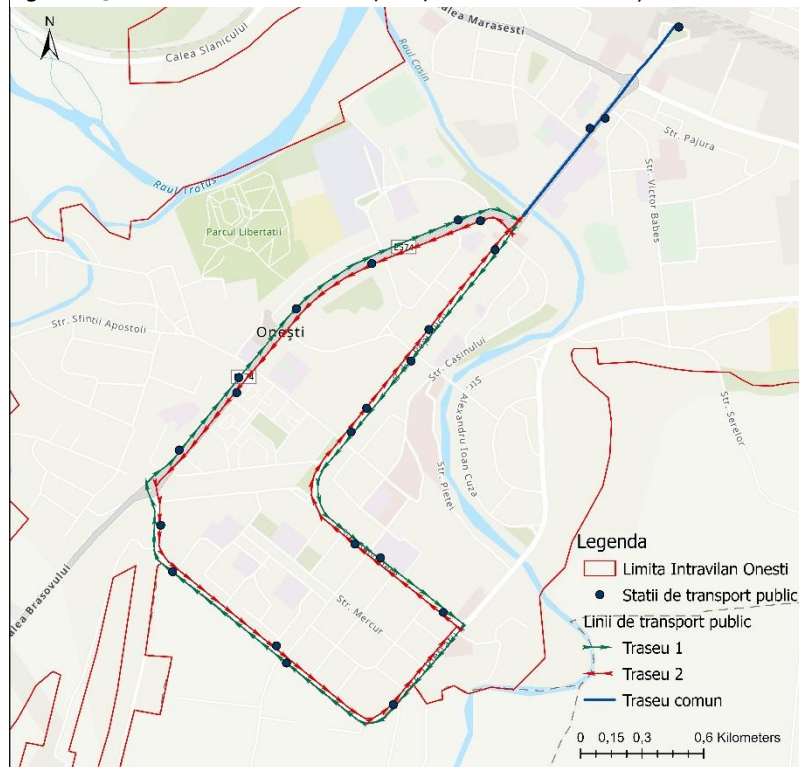 N
Calea Slanicului
Calea Marasesti
Raul Casin
Str. Pajura
Raul Trotus
Str. Victor Babes
Parcul Libertatii
E574
Str. Sfintii Apostoli
Oneşti
Str. Casinului
Str.
Alexandru Ioan Cuza
Str. Serelor
Str. Pietei
Str. Mercur
Calea Brasovului
Legenda
Limita Intravilan Onesti
Statii de transport public
Linii de transport public
Traseu 1
Traseu 2
Traseu comun
0 0,15 0,3 0,6 Kilometers